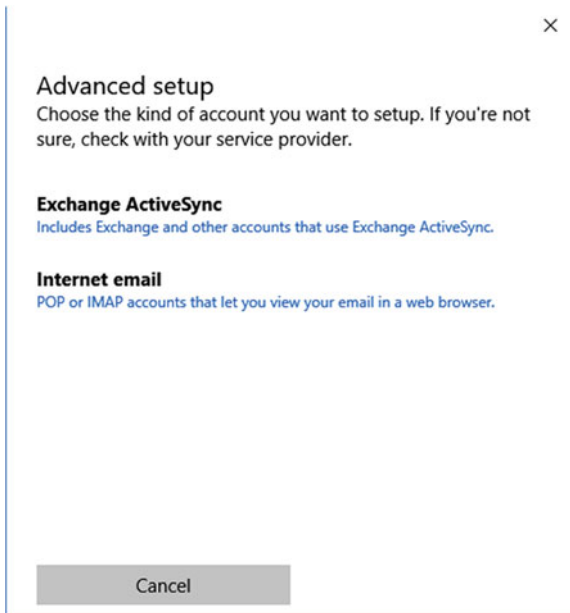 Advanced setup
Choose the kind of account you want to setup. If you're not
sure, check with your service provider.
Exchange ActiveSync
Includes Exchange and other accounts that use Exchange ActiveSync.
Internet email
POP or IMAP accounts that let you view your email in a web browser.
Cancel